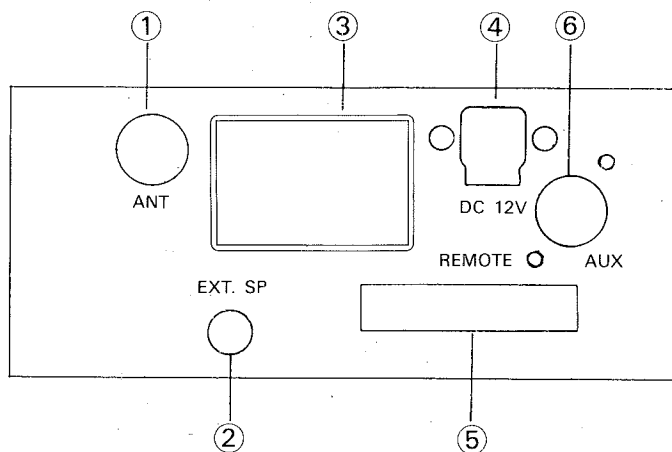 ① ③ ④ ⑥
ANT
DC 12V
REMOTE AUX
EXT. SP
② ⑤